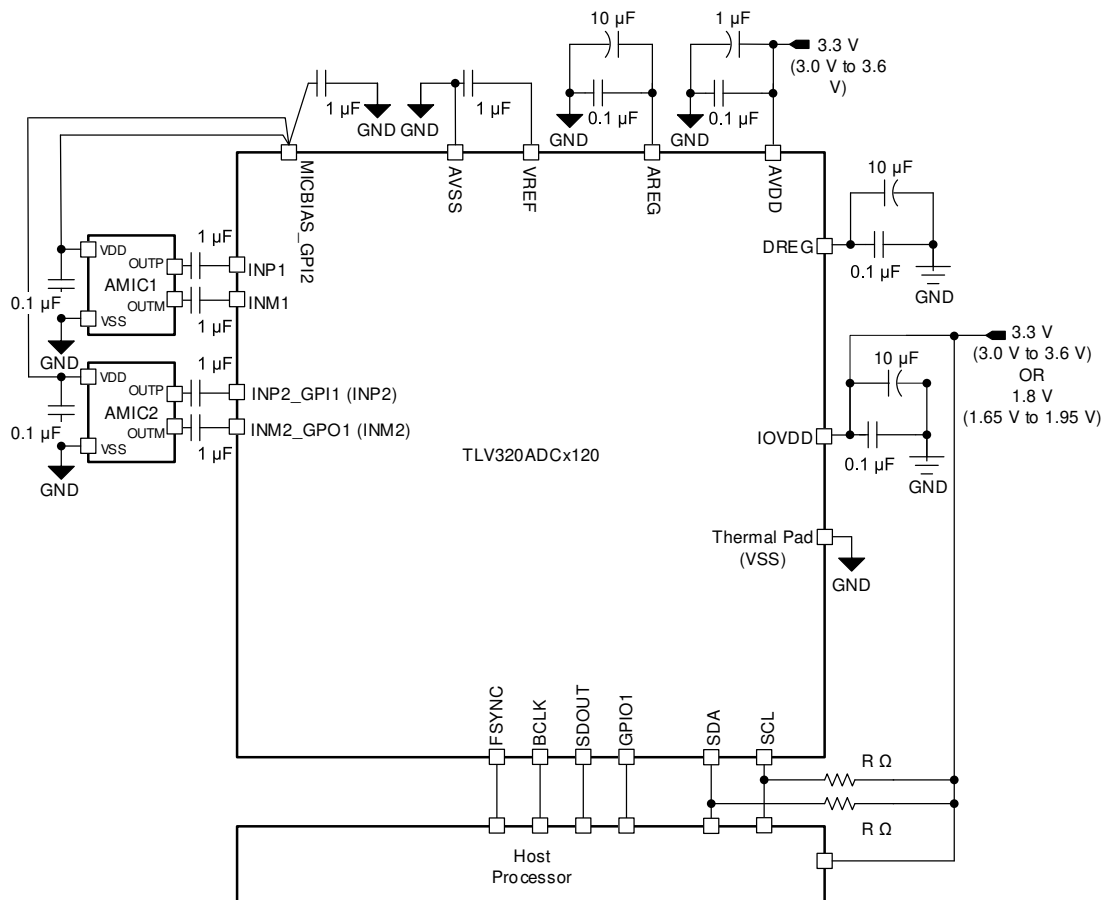 10 µF
1 µF
3.3 V
(3.0 V to 3.6
V)
1 µF
1 µF
0.1 µF
0.1 µF
GND
GND
GND
GND
MICBIAS_GPI2
AVSS
VREF
AREG
AVDD
10 µF
DREG
0.1 µF
GND
1 µF
VDD
OUTP
INP1
AMIC1
OUTM
INM1
0.1 µF
VSS
1 µF
GND
1 µF
VDD
OUTP
INP2_GPI1 (INP2)
AMIC2
OUTM
INM2_GPO1 (INM2)
0.1 µF
VSS
1 µF
GND
3.3 V
(3.0 V to 3.6 V)
OR
1.8 V
(1.65 V to 1.95 V)
10 µF
IOVDD
0.1 µF
GND
TLV320ADCx120
Thermal Pad
(VSS)
GND
FSYNC
BCLK
SDOUT
GPIO1
SDA
SCL
R Ω
R Ω
Host
Processor